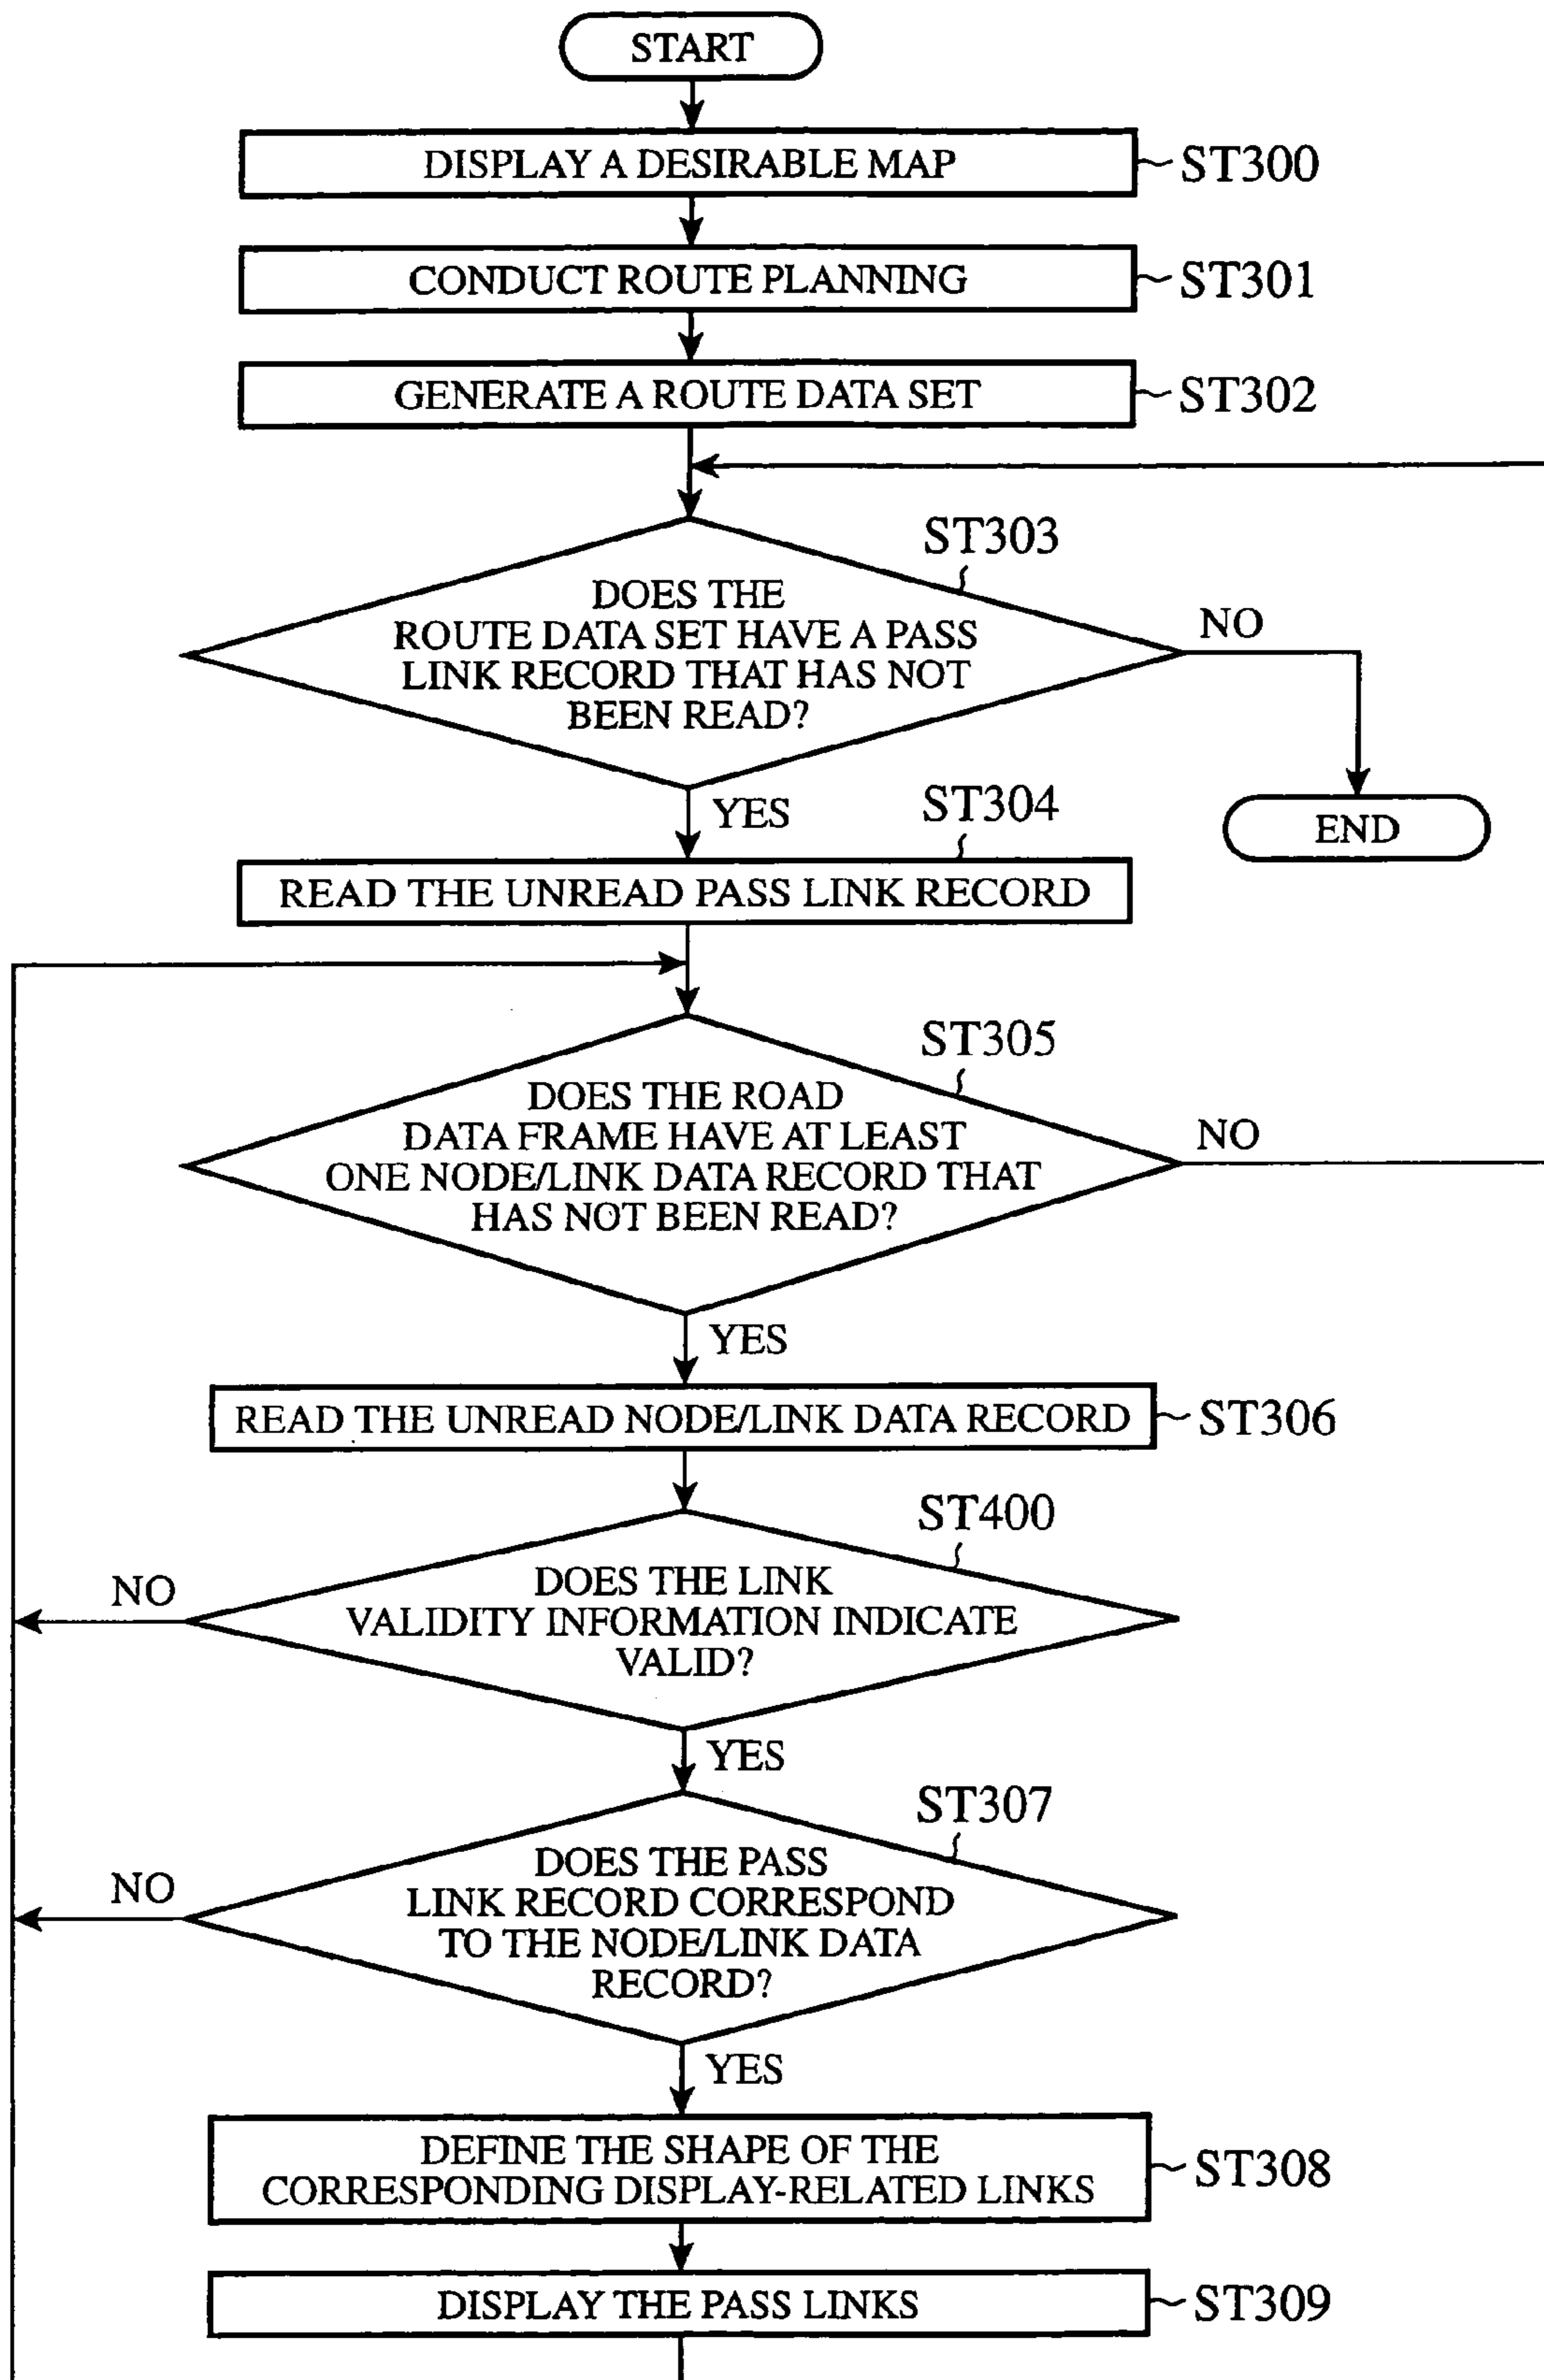 START
DISPLAY A DESIRABLE MAP
ST300
CONDUCT ROUTE PLANNING
ST301
GENERATE A ROUTE DATA SET
ST302
ST303
DOES THE
ROUTE DATA SET HAVE A PASS
LINK RECORD THAT HAS NOT
BEEN READ?
NO
YES
END
ST304
READ THE UNREAD PASS LINK RECORD
ST305
DOES THE ROAD
DATA FRAME HAVE AT LEAST
ONE NODE/LINK DATA RECORD THAT
HAS NOT BEEN READ?
NO
YES
READ THE UNREAD NODE/LINK DATA RECORD
ST306
ST400
DOES THE LINK
VALIDITY INFORMATION INDICATE
VALID?
NO
YES
ST307
DOES THE PASS
LINK RECORD CORRESPOND
TO THE NODE/LINK DATA
RECORD?
NO
YES
DEFINE THE SHAPE OF THE
CORRESPONDING DISPLAY-RELATED LINKS
ST308
DISPLAY THE PASS LINKS
ST309